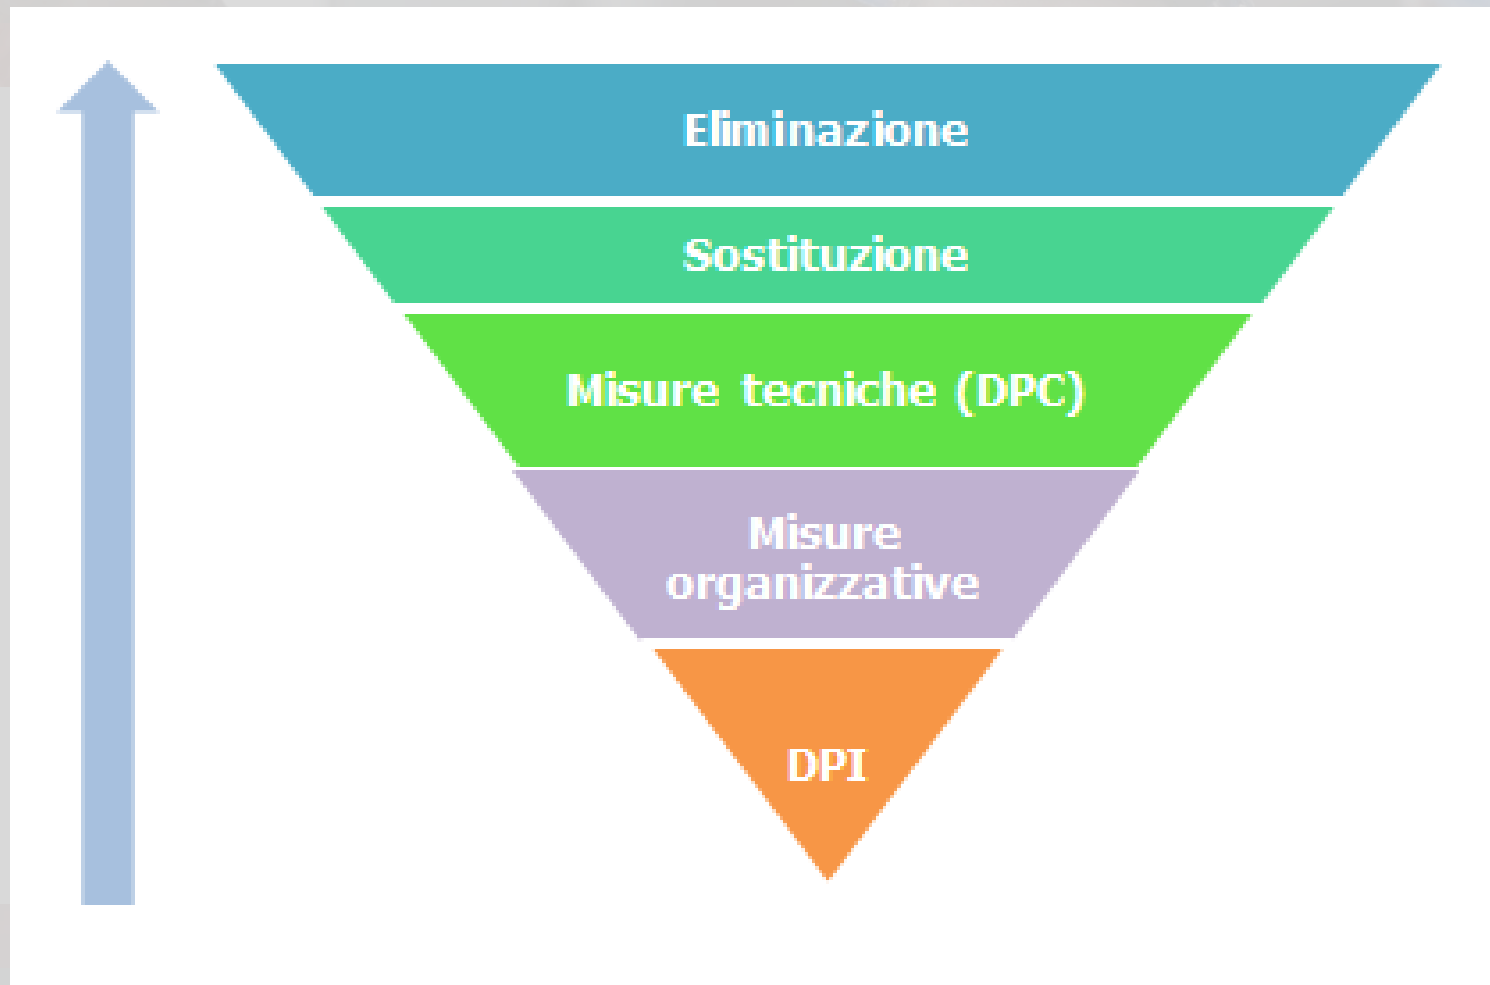 Eliminazione
Sostituzione
Misure tecniche (DPC)
Misure
organizzative
DPI